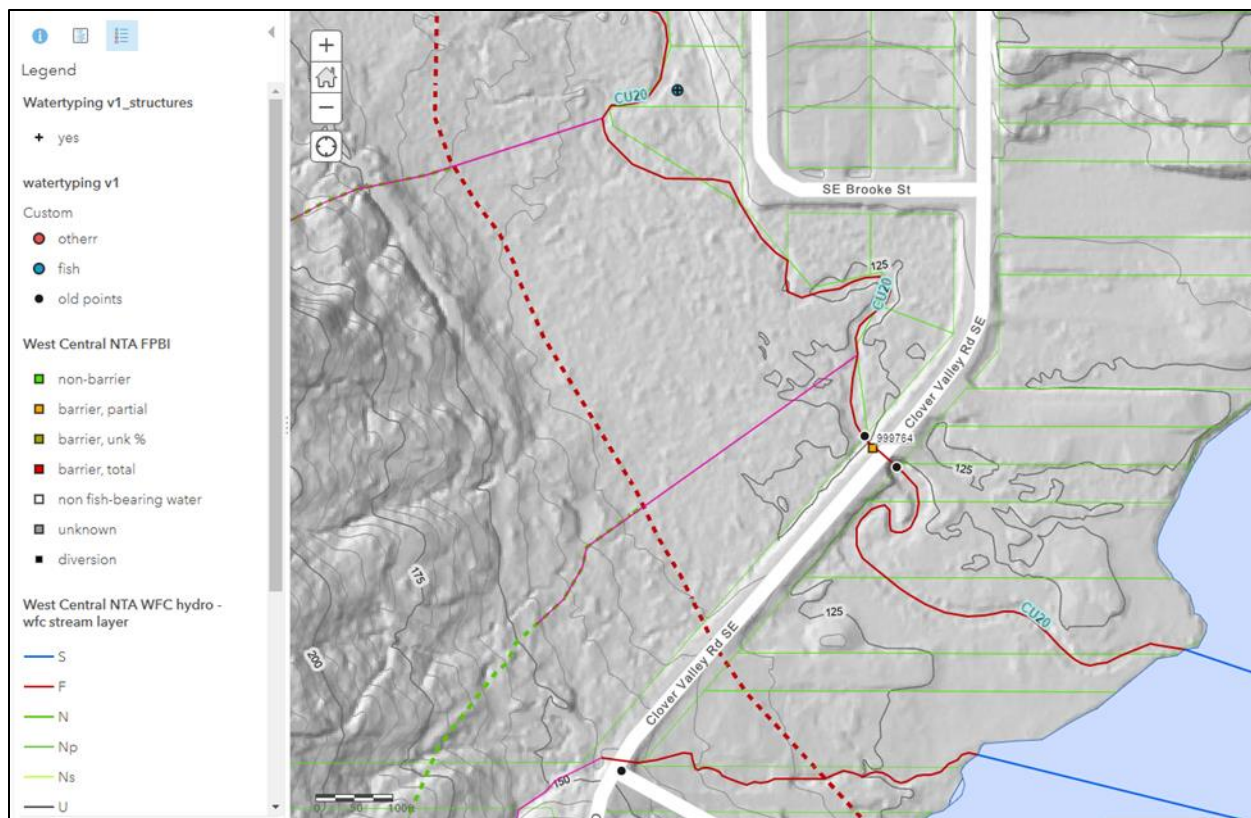 Legend
Watertyping v1_structures
yes
watertyping v1
Custom
otherr
fish
old points
West Central NTA FPBI
non-barrier
barrier, partial
barrier, unk %
barrier, total
non fish-bearing water
unknown
diversion
West Central NTA WFC hydro -
wfc stream layer
S
F
N
Np
Ns
U
CU20
SE Brooke St
125
CU20
Clover Valley Rd SE
999764
125
175
CU20
125
200
Clover Valley Rd SE
150